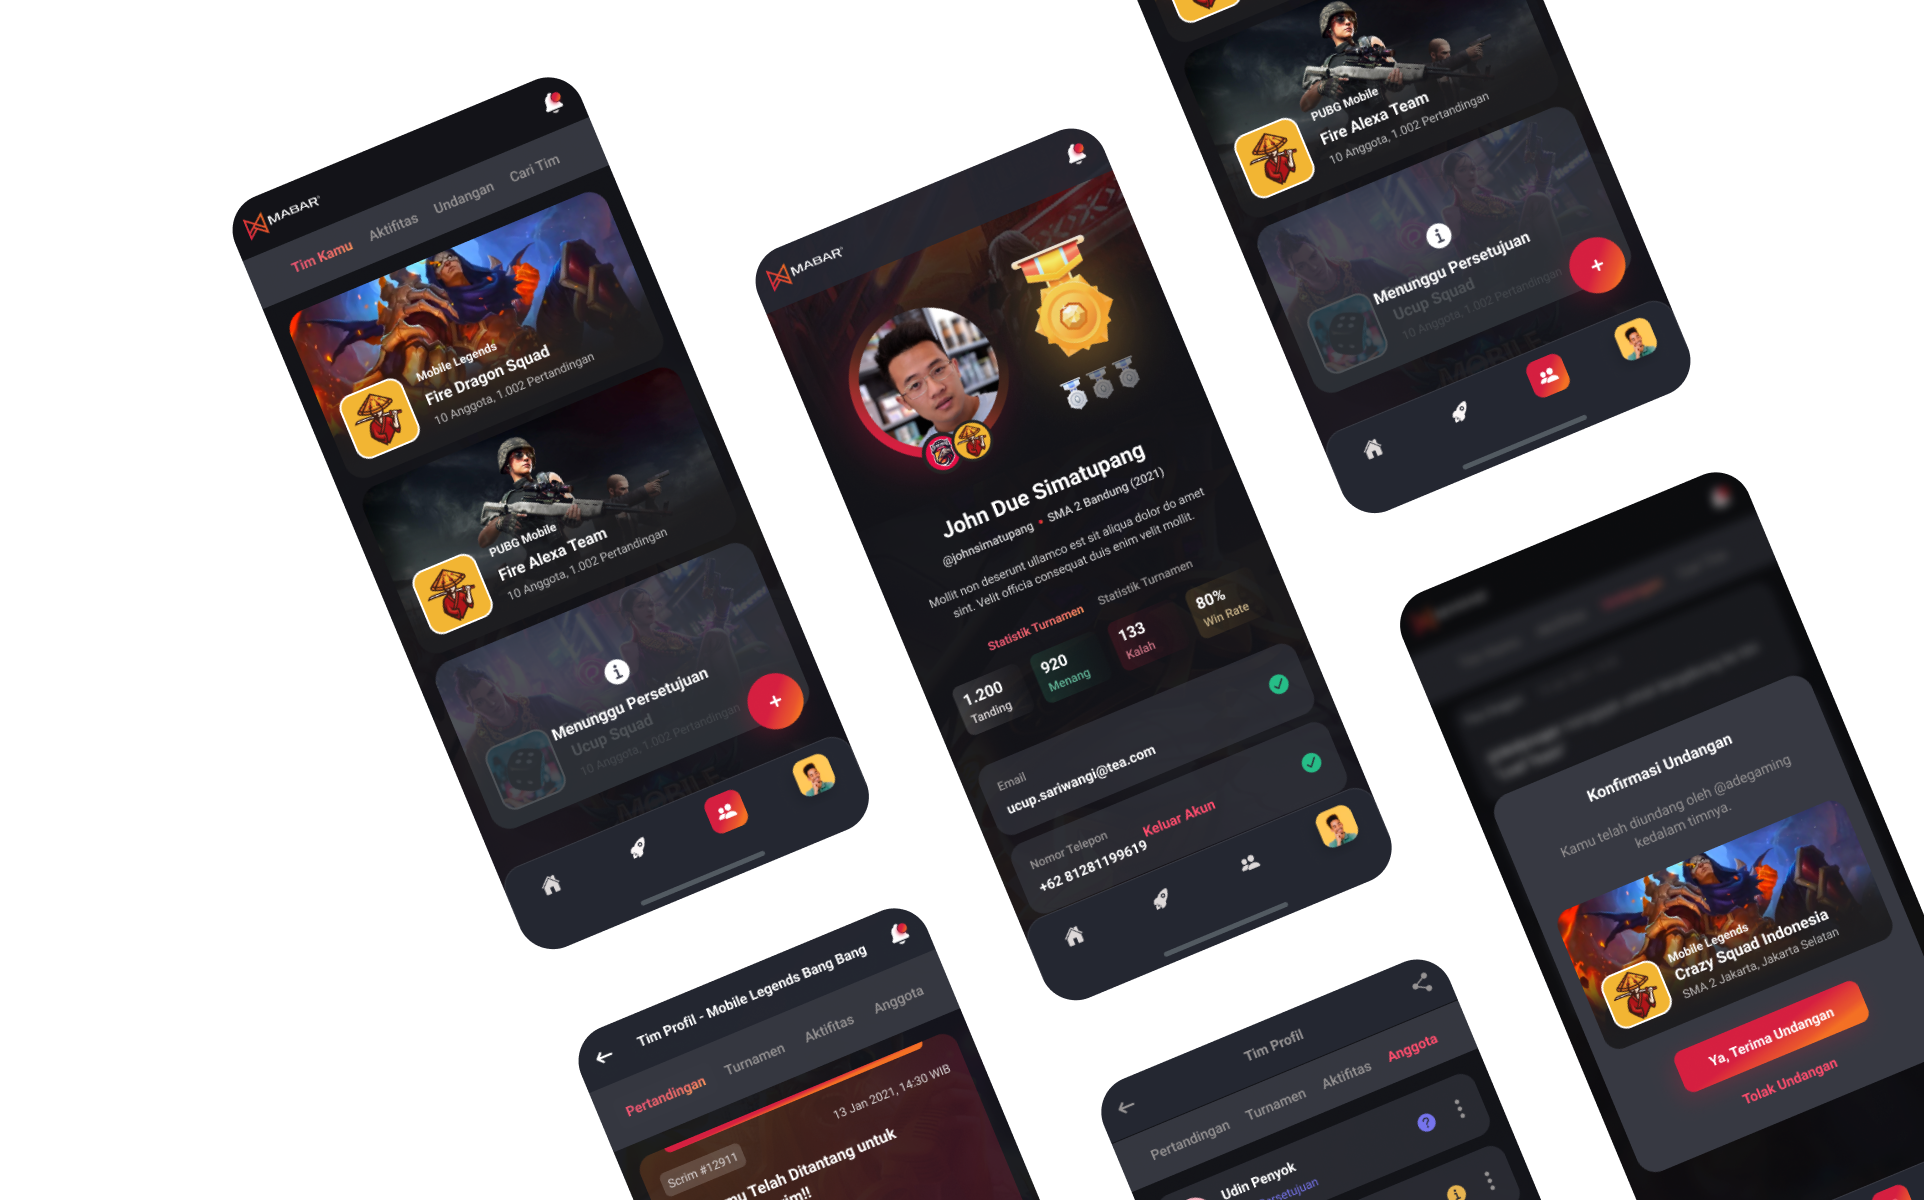 MABAR
Tim Kamu
Aktifitas
Undangan
Cari Tim
Mobile Legends
Fire Dragon Squad
10 Anggota, 1.002 Pertandingan
PUBG Mobile
Fire Alexa Team
10 Anggota, 1.002 Pertandingan
Menunggu Persetujuan
Ucup Squad
10 Anggota, 1.002 Pertandingan
MOBILE
MABAR
John Due Simatupang
@johnsimatupang • SMA 2 Bandung (2021)
Mollit non deserunt ullamco est sit aliqua dolor do amet
sint. Velit officia consequat duis enim velit mollit.
Statistik Turnamen
Statistik Turnamen
1.200
Tanding
920
Menang
133
Kalah
80%
Win Rate
Email
ucup.sariwangi@tea.com
Nomor Telepon
+62 81281199619
Keluar Akun
PUBG Mobile
Fire Alexa Team
10 Anggota, 1.002 Pertandingan
Menunggu Persetujuan
Ucup Squad
10 Anggota, 1.002 Pertandingan
MOBILE
Konfirmasi Undangan
Kamu telah diundang oleh @adegaming
kedalam timnya.
Mobile Legends
Crazy Squad Indonesia
SMA 2 Jakarta, Jakarta Selatan
Ya, Terima Undangan
Tolak Undangan
Tim Profil - Mobile Legends Bang Bang
Pertandingan
Turnamen
Aktifitas
Anggota
13 Jan 2021, 14:30 WIB
Scrim #12911
Telah Ditantang untuk
Tim Profil
Pertandingan
Turnamen
Aktifitas
Anggota
Udin Penyok